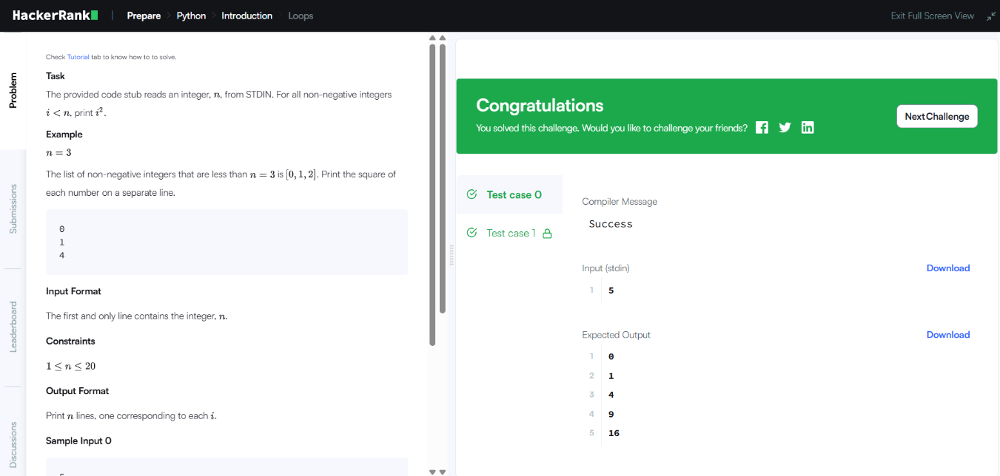 HackerRank
Prepare
Python
Introduction
Loops
Exit Full Screen View
Problem
Submissions
Leaderboard
Discussions
Check Tutorial tab to know how to to solve.
Task
The provided code stub reads an integer, n, from STDIN. For all non-negative integers
i < n, print i².
Example
n = 3
The list of non-negative integers that are less than n = 3 is [0, 1, 2]. Print the square of
each number on a separate line.
0
1
4
Input Format
The first and only line contains the integer, n.
Constraints
1 ≤ n ≤ 20
Output Format
Print n lines, one corresponding to each i.
Sample Input 0
Congratulations
You solved this challenge. Would you like to challenge your friends?
Next Challenge
Test case 0
Test case 1
Compiler Message
Success
Input (stdin)
Download
1 5
Expected Output
Download
1 0
2 1
3 4
4 9
5 16